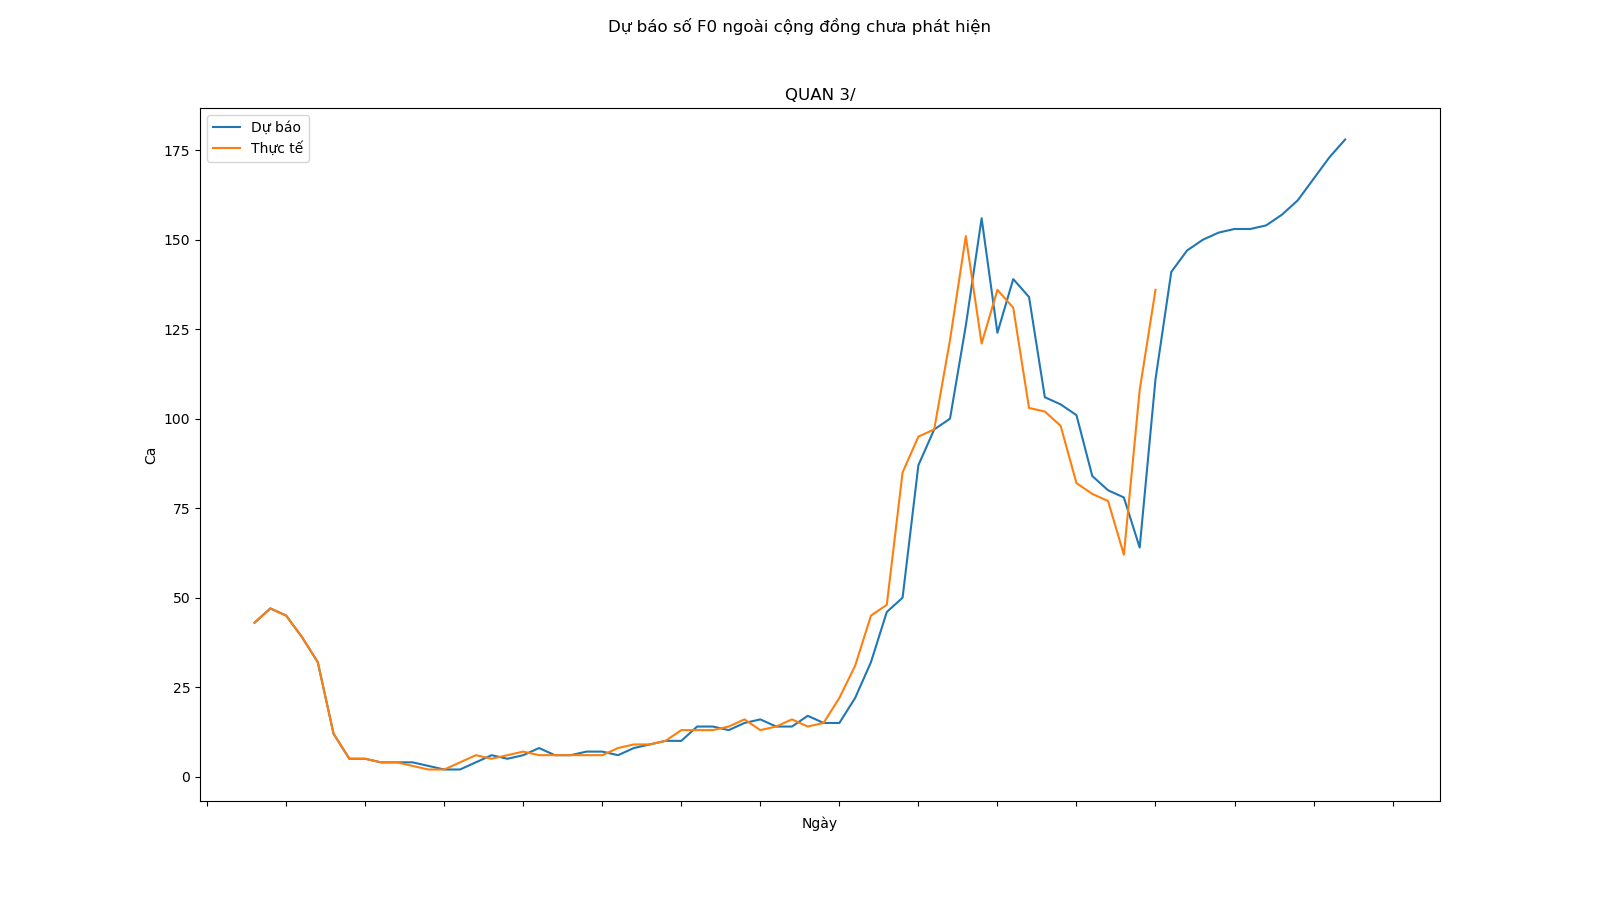 Dự báo số F0 ngoài cộng đồng chưa phát hiện
QUAN 3/
Dự báo
Thực tế
175
150
125
100
75
50
25
0
Ca
Ngày